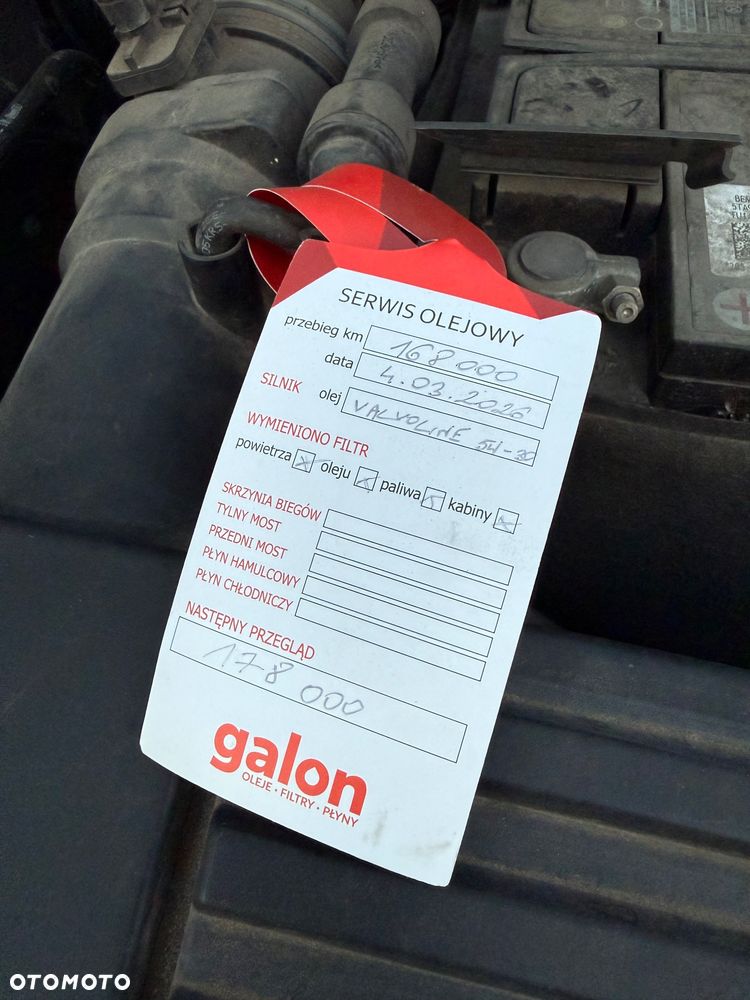 SERWIS OLEJOWY
przebieg km 168 000
data 4.03.2026
SILNIK olej VALVOLINE 5W-30
WYMIENIONO FILTR
powietrza x oleju x paliwa x kabiny x
SKRZYNIA BIEGÓW
TYLNY MOST
PRZEDNI MOST
PŁYN HAMULCOWY
PŁYN CHŁODNICZY
NASTĘPNY PRZEGLĄD
178 000
galon
OLEJE · FILTRY · PŁYNY
OTOMOTO